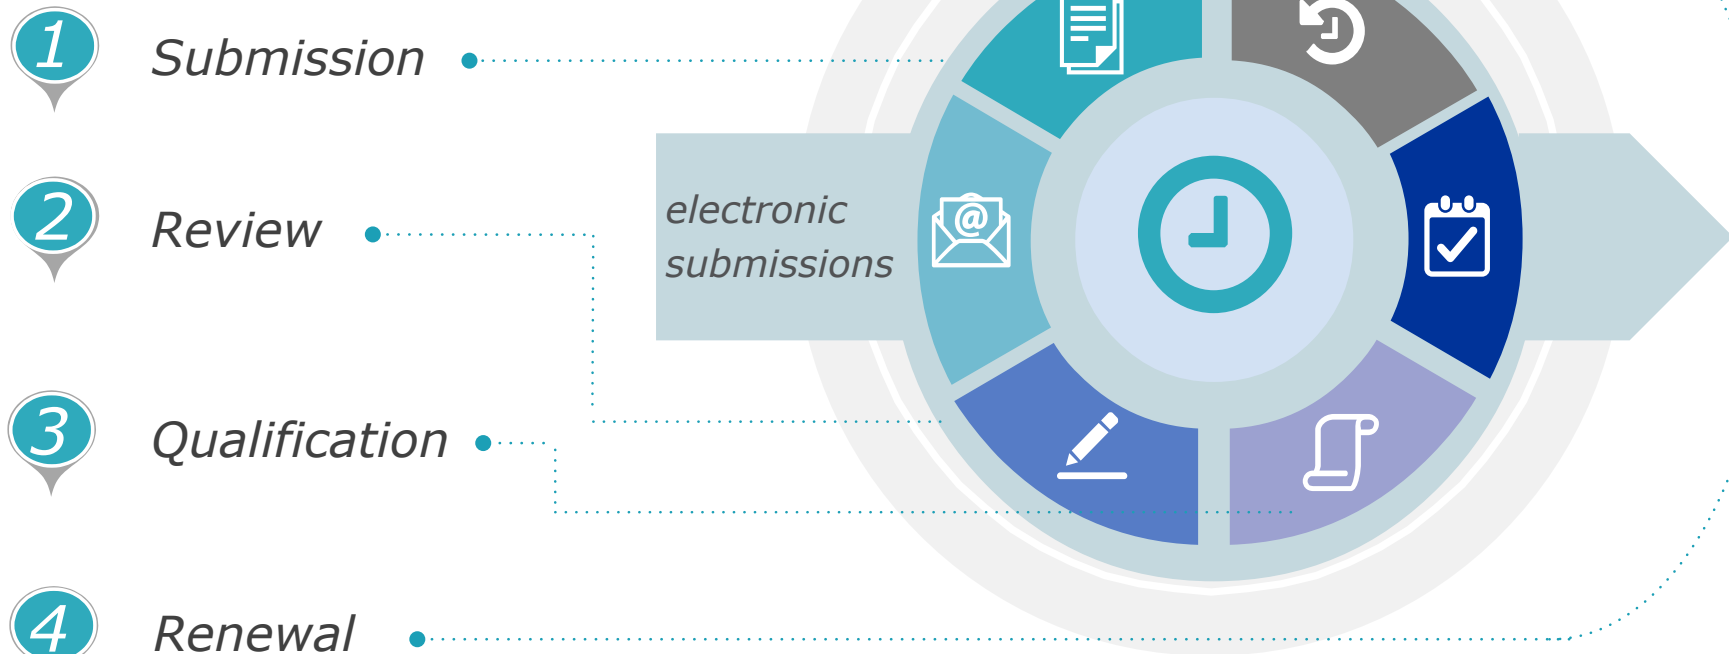 1 Submission
electronic
submissions
2 Review
3 Qualification
4 Renewal
@